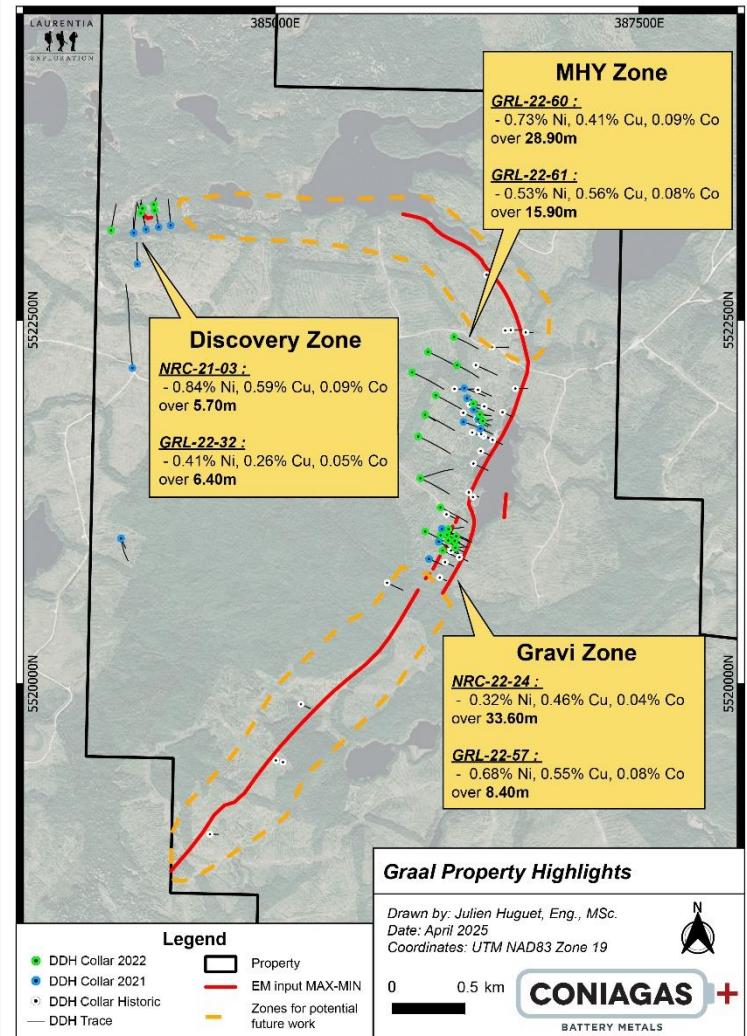 LAURENTIA
EXPLORATION
385000E
387500E
5522500N
5522500N
5520000N
5520000N
MHY Zone
GRL-22-60 :
- 0.73% Ni, 0.41% Cu, 0.09% Co
over 28.90m
GRL-22-61 :
- 0.53% Ni, 0.56% Cu, 0.08% Co
over 15.90m
Discovery Zone
NRC-21-03 :
- 0.84% Ni, 0.59% Cu, 0.09% Co
over 5.70m
GRL-22-32 :
- 0.41% Ni, 0.26% Cu, 0.05% Co
over 6.40m
Gravi Zone
NRC-22-24 :
- 0.32% Ni, 0.46% Cu, 0.04% Co
over 33.60m
GRL-22-57 :
- 0.68% Ni, 0.55% Cu, 0.08% Co
over 8.40m
Legend
DDH Collar 2022
DDH Collar 2021
DDH Collar Historic
DDH Trace
Property
EM input MAX-MIN
Zones for potential
future work
Graal Property Highlights
Drawn by: Julien Huguet, Eng., MSc.
Date: April 2025
Coordinates: UTM NAD83 Zone 19
N
0 0.5 km
CONIAGAS
BATTERY METALS